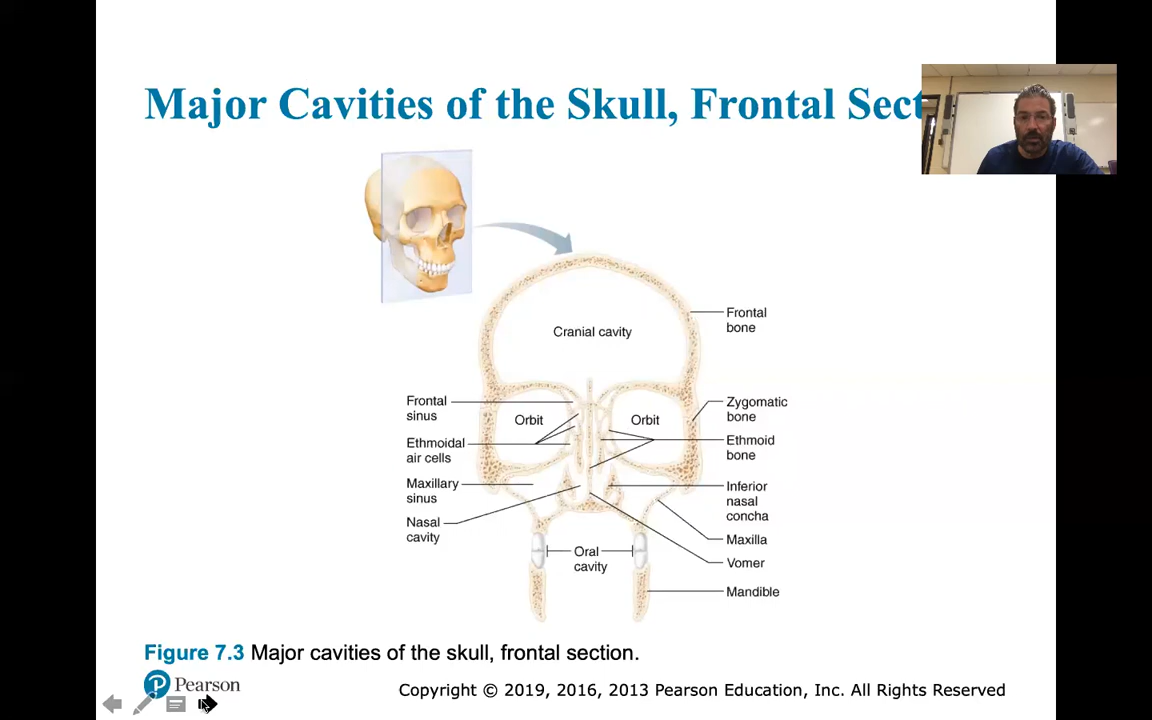 Major Cavities of the Skull, Frontal Sect
Frontal
bone
Cranial cavity
Frontal
sinus
Orbit
Orbit
Zygomatic
bone
Ethmoidal
air cells
Ethmoid
bone
Maxillary
sinus
Inferior
nasal
concha
Nasal
cavity
Maxilla
Oral
cavity
Vomer
Mandible
Figure 7.3 Major cavities of the skull, frontal section.
P Pearson
Copyright © 2019, 2016, 2013 Pearson Education, Inc. All Rights Reserved